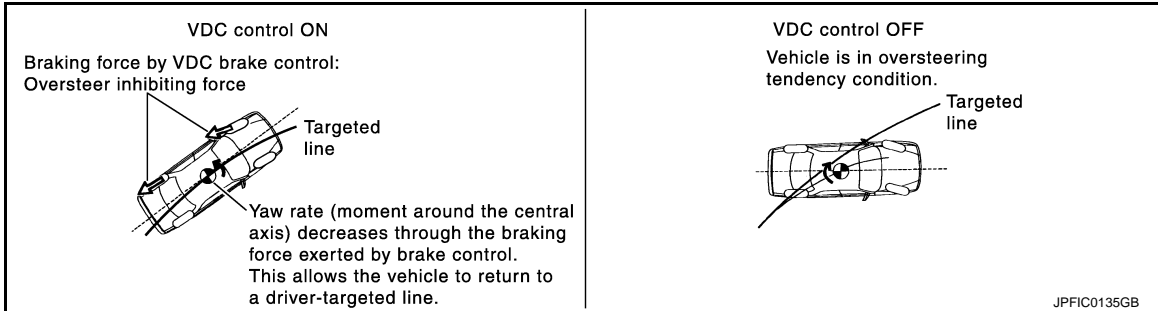 VDC control ON
Braking force by VDC brake control:
Oversteer inhibiting force
Targeted
line
Yaw rate (moment around the central
axis) decreases through the braking
force exerted by brake control.
This allows the vehicle to return to
a driver-targeted line.
VDC control OFF
Vehicle is in oversteering
tendency condition.
Targeted
line
JPFIC0135GB